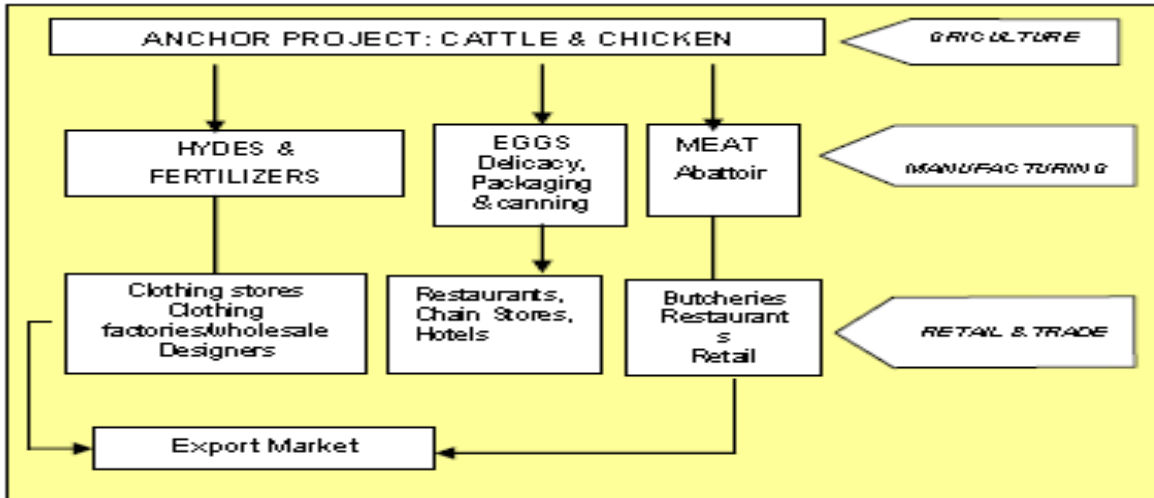 ANCHOR PROJECT: CATTLE & CHICKEN
GRICULTURE
HYDES &
FERTILIZERS
EGGS
Delicacy,
Packaging
& canning
MEAT
Abattoir
MANUFACTURING
Clothing stores
Clothing
factories/wholesale
Designers
Restaurants,
Chain Stores,
Hotels
Butcheries
Restaurant
s
Retail
RETAIL & TRADE
Export Market